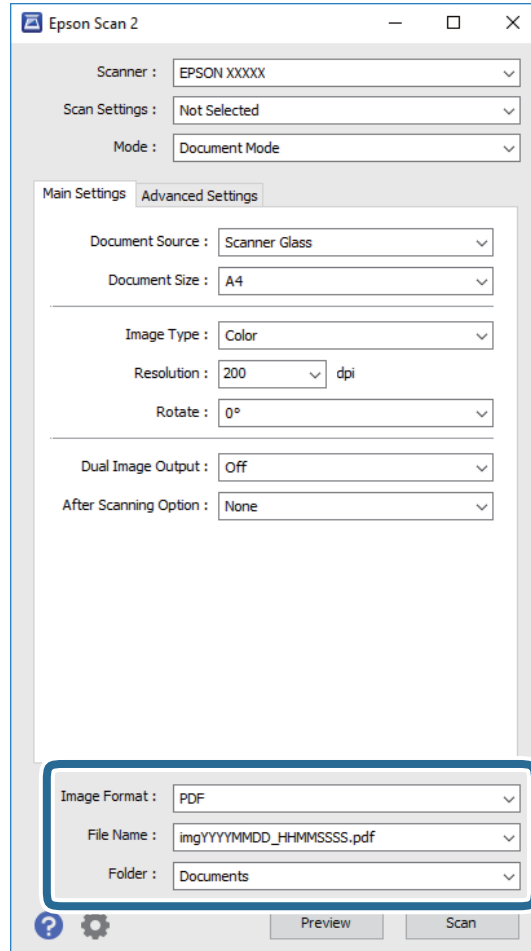 Epson Scan 2
Scanner : EPSON XXXXX
Scan Settings : Not Selected
Mode : Document Mode
Main Settings Advanced Settings
Document Source : Scanner Glass
Document Size : A4
Image Type : Color
Resolution : 200 dpi
Rotate : 0°
Dual Image Output : Off
After Scanning Option : None
Image Format : PDF
File Name : imgYYYYMMDD_HHMMSSSS.pdf
Folder : Documents
? Preview Scan